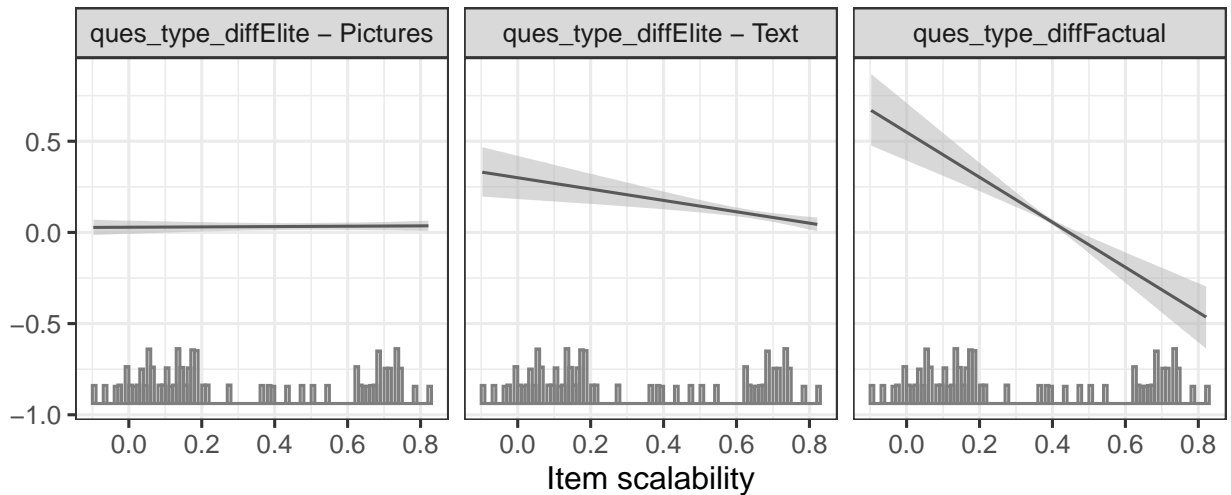 ques_type_diffElite − Pictures
ques_type_diffElite − Text
ques_type_diffFactual
0.5
0.0
−0.5
−1.0
0.0 0.2 0.4 0.6 0.8
0.0 0.2 0.4 0.6 0.8
0.0 0.2 0.4 0.6 0.8
Item scalability